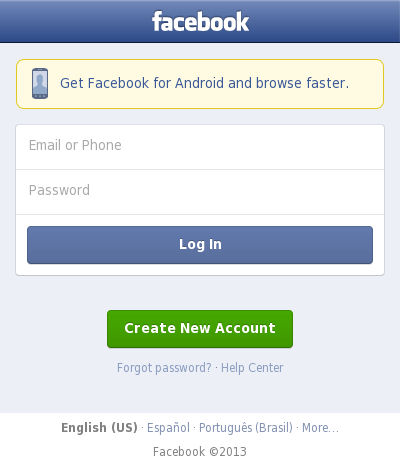 facebook
Get Facebook for Android and browse faster.
Email or Phone
Password
Log In
Create New Account
Forgot password? · Help Center
English (US) · Español · Português (Brasil) · More…
Facebook ©2013